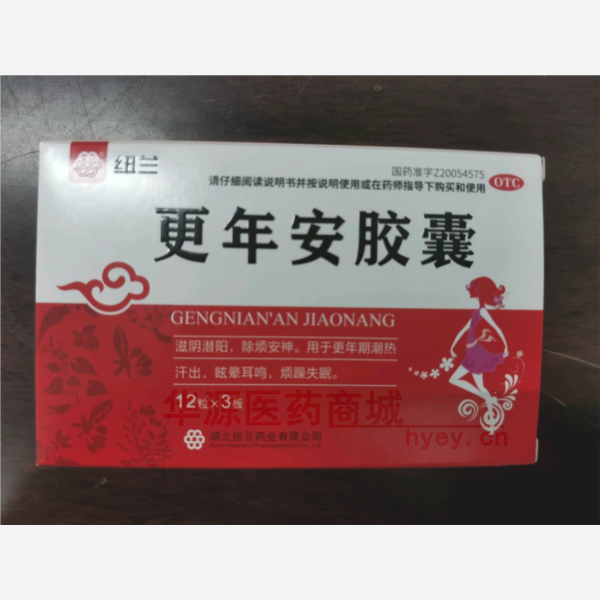 纽兰
国药准字Z20054575
请仔细阅读说明书并按说明使用或在药师指导下购买和使用
OTC
更年安胶囊
GENGNIAN'AN JIAONANG
滋阴潜阳，除烦安神。用于更年期潮热
汗出，眩晕耳鸣，烦躁失眠。
12粒×3板
华源医药商城
hyey.cn
湖北纽兰药业有限公司